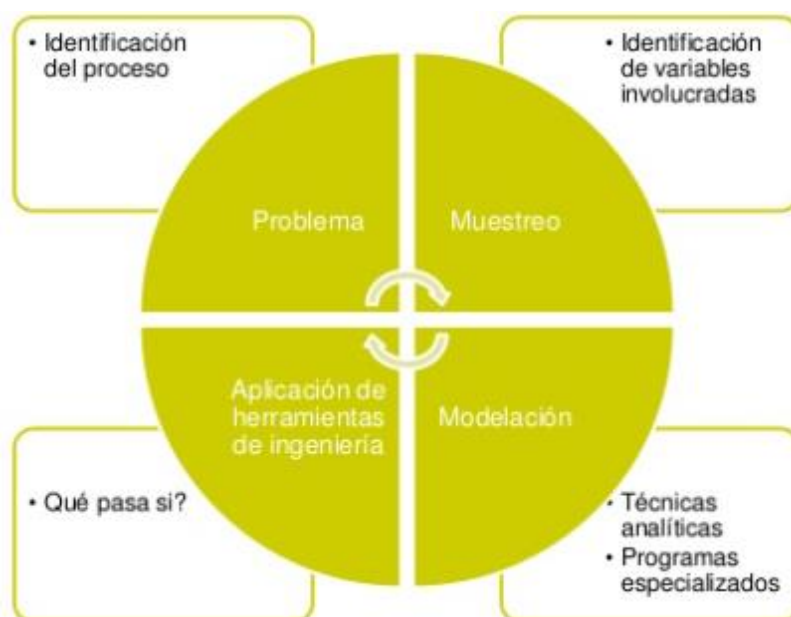 • Identificación
del proceso
• Identificación
de variables
involucradas
Problema
Muestreo
Aplicación de
herramientas
de ingeniería
Modelación
• Qué pasa si?
• Técnicas
analíticas
• Programas
especializados